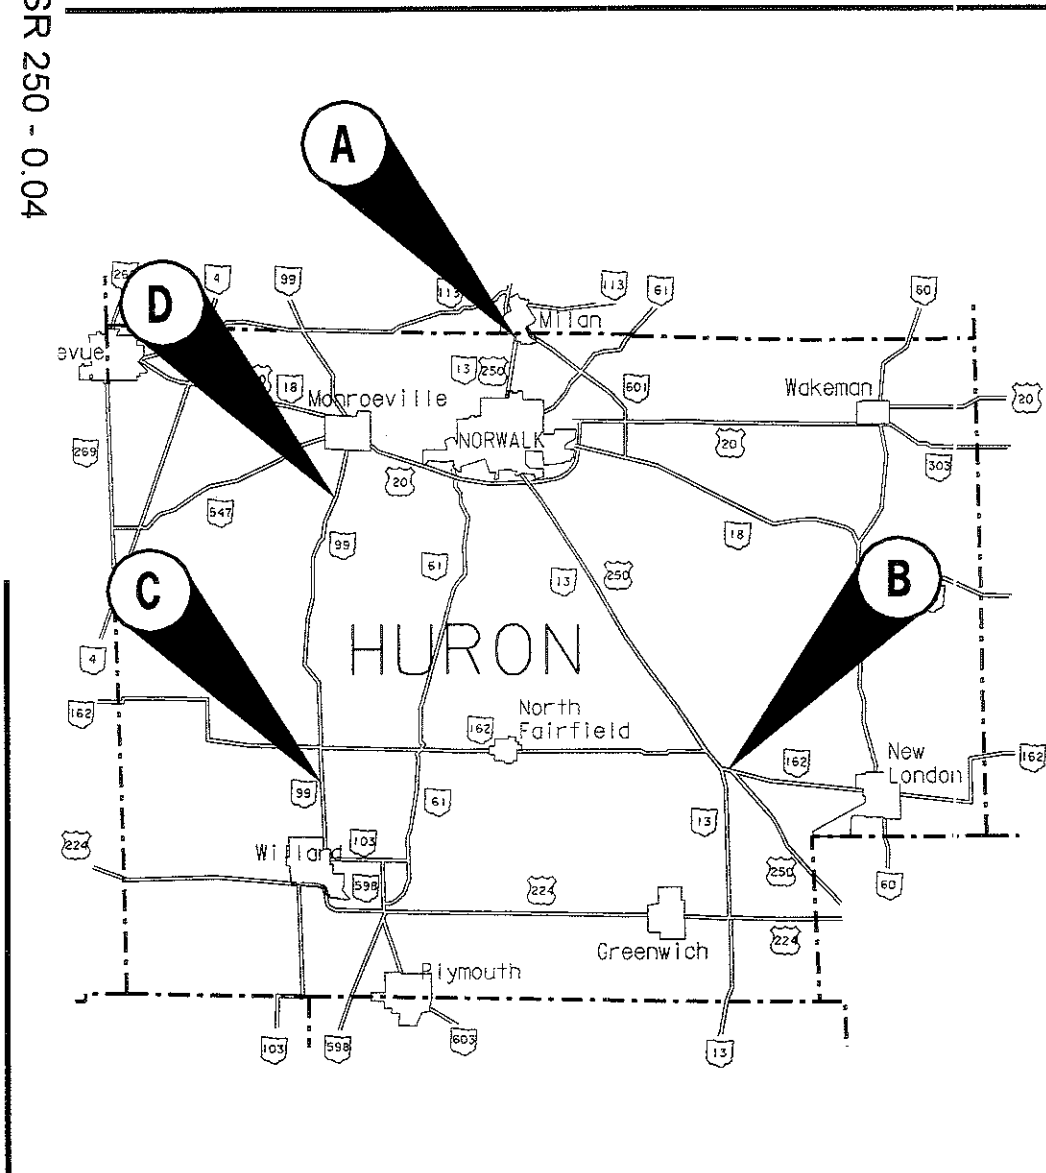 SR 250 - 0.04
A
4
99
113
113
61
60
D
Milan
evue
13
250
601
Wakeman
20
18
Monroeville
NORWALK
20
20
303
269
547
99
61
13
250
18
C
B
HURON
4
162
North
Fairfield
162
162
New
London
162
99
61
13
224
Willard
103
598
224
250
60
224
Greenwich
Plymouth
103
598
603
13